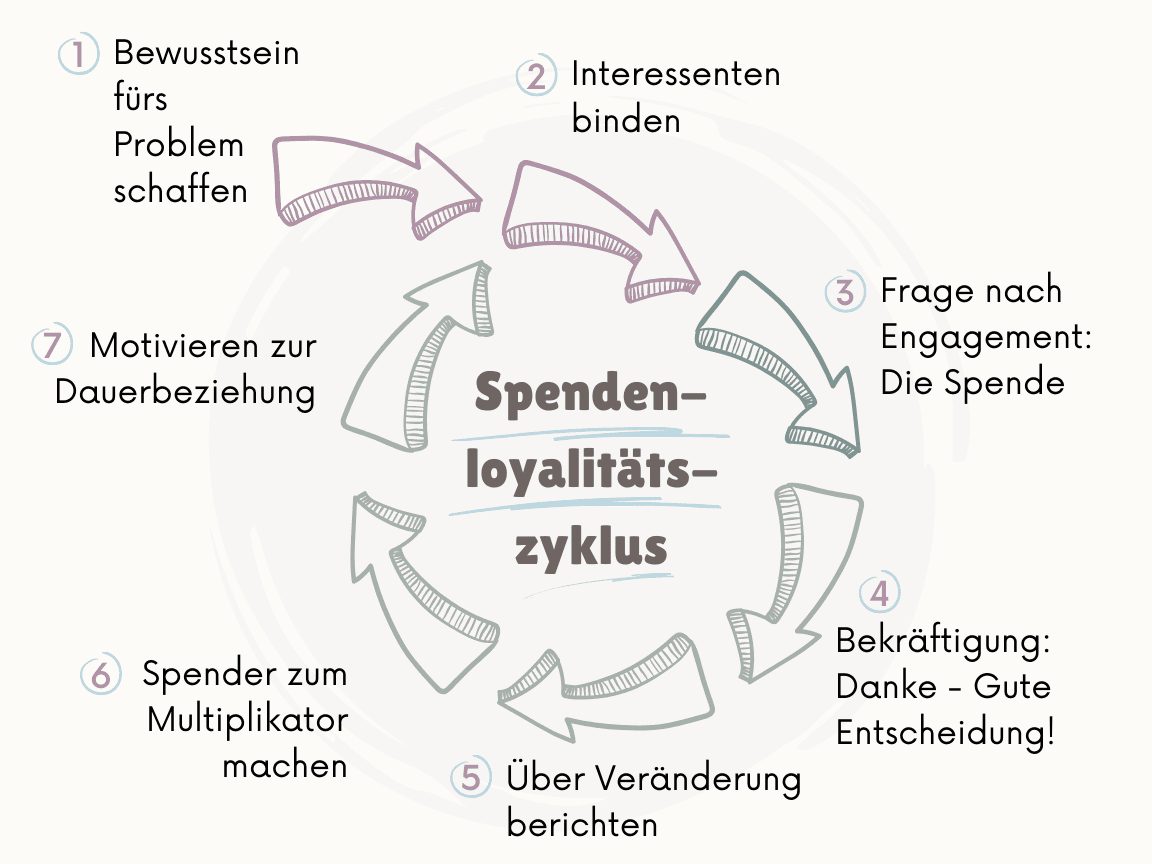 1 Bewusstsein
fürs
Problem
schaffen
2 Interessenten
binden
3 Frage nach
Engagement:
Die Spende
4
Bekräftigung:
Danke - Gute
Entscheidung!
5 Über Veränderung
berichten
6 Spender zum
Multiplikator
machen
7 Motivieren zur
Dauerbeziehung
Spenden-
loyalitäts-
zyklus